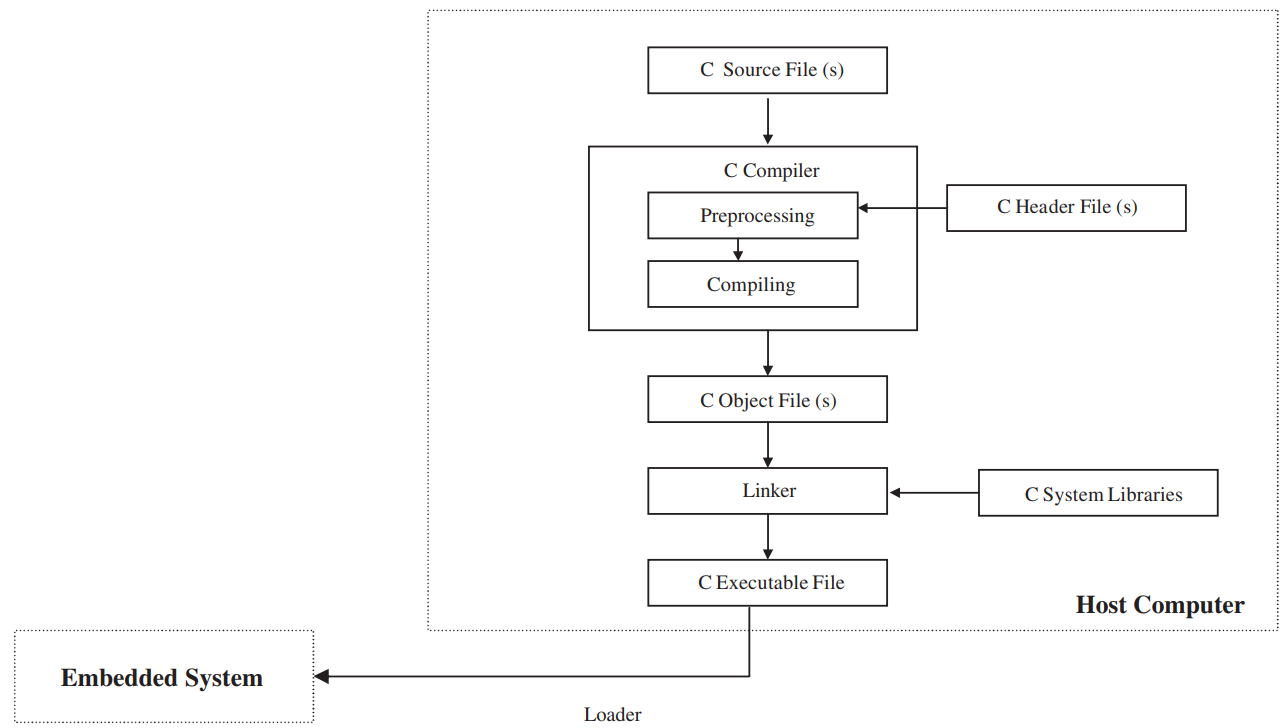 C Source File (s)
C Compiler
Preprocessing
C Header File (s)
Compiling
C Object File (s)
Linker
C System Libraries
C Executable File
Host Computer
Embedded System
Loader